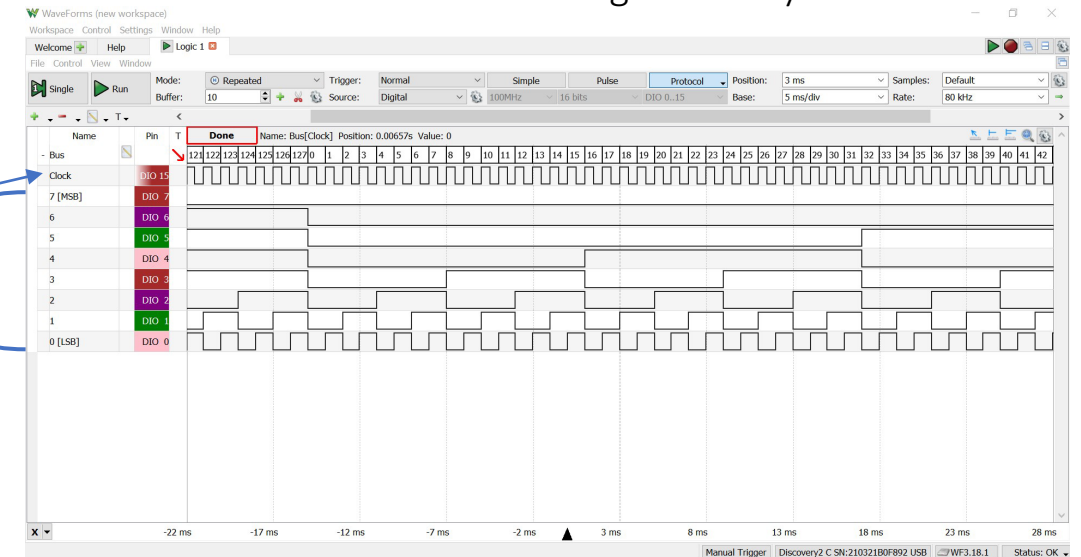 WaveForms (new workspace)
Workspace Control Settings Window Help
Welcome Help Logic 1
File Control View Window
Single Run Mode: Repeated Trigger: Normal Simple Pulse Protocol Position: 3 ms Samples: Default
Buffer: 10 Source: Digital 100MHz 16 bits DIO 0..15 Base: 5 ms/div Rate: 80 kHz
T
Name Pin T Done Name: Bus[Clock] Position: 0.00657s Value: 0
- Bus 121 122 123 124 125 126 127 0 1 2 3 4 5 6 7 8 9 10 11 12 13 14 15 16 17 18 19 20 21 22 23 24 25 26 27 28 29 30 31 32 33 34 35 36 37 38 39 40 41 42
Clock DIO 15
7 [MSB] DIO 7
6 DIO 6
5 DIO 5
4 DIO 4
3 DIO 3
2 DIO 2
1 DIO 1
0 [LSB] DIO 0
X -22 ms -17 ms -12 ms -7 ms -2 ms 3 ms 8 ms 13 ms 18 ms 23 ms 28 ms
Manual Trigger Discovery2 C SN:210321B0F892 USB WF3.18.1 Status: OK